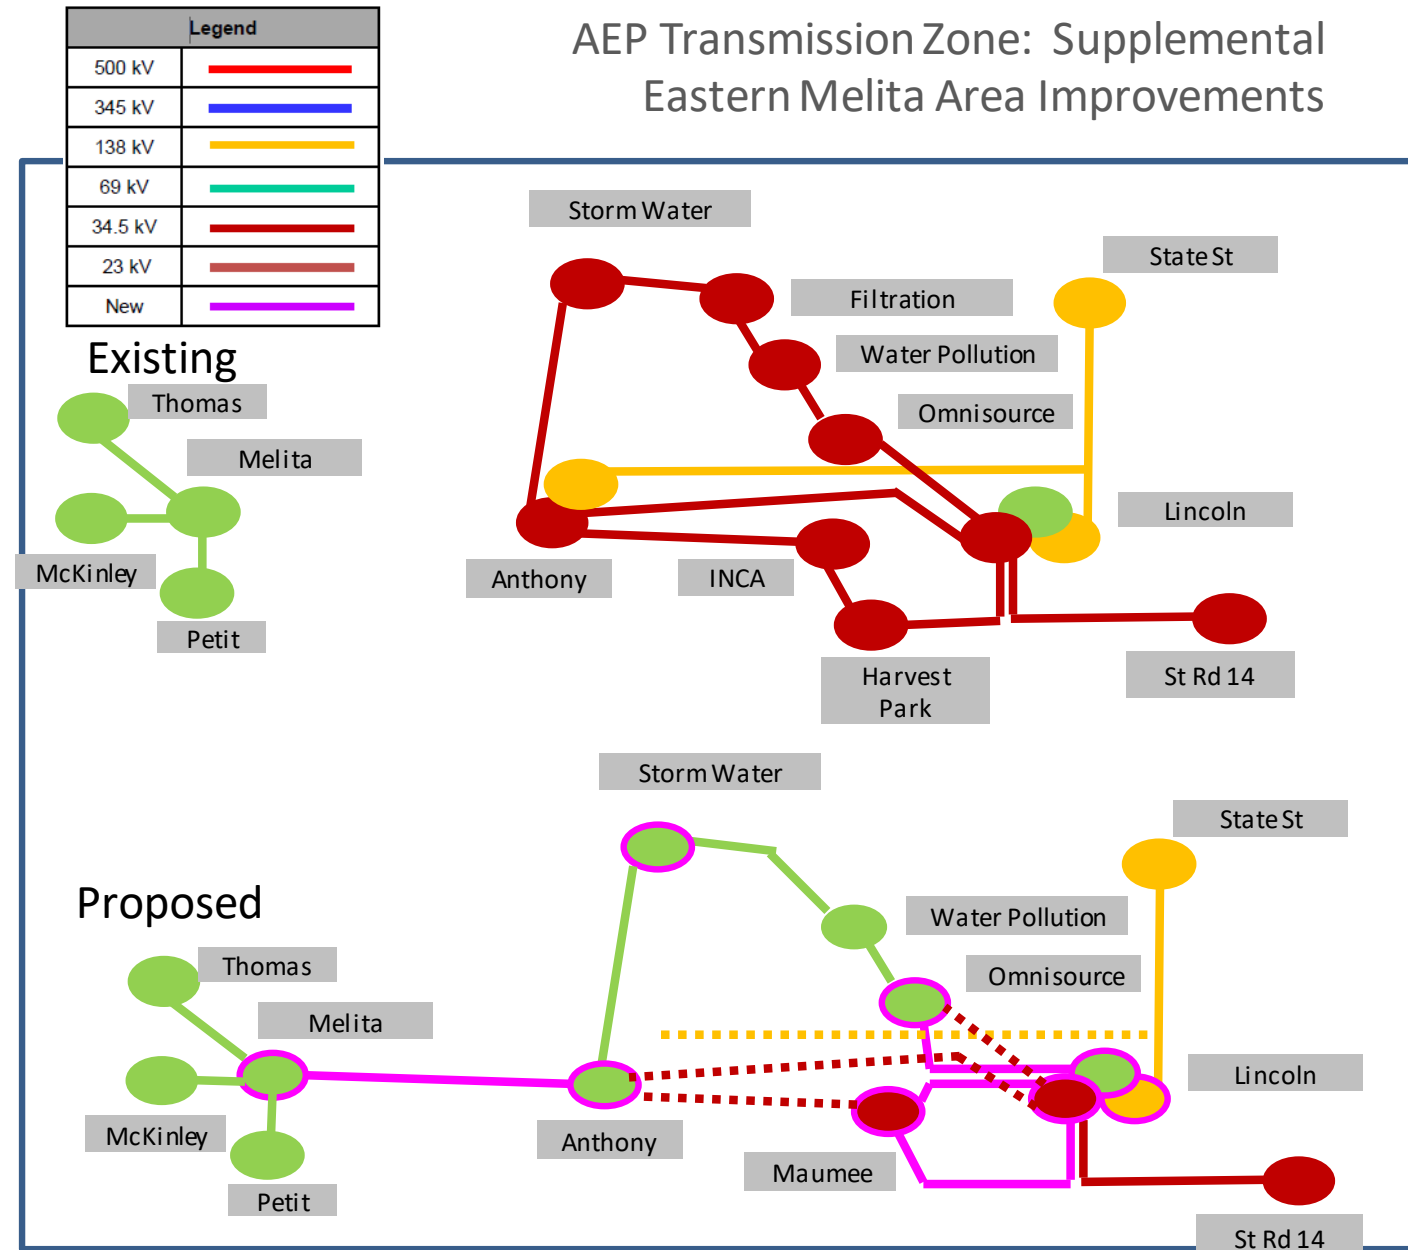 AEP Transmission Zone: Supplemental
Eastern Melita Area Improvements
Legend
500 kV
345 kV
138 kV
69 kV
34.5 kV
23 kV
New
Existing
Thomas
Melita
McKinley
Petit
Storm Water
State St
Filtration
Water Pollution
Omnisource
Lincoln
Anthony
INCA
Harvest
Park
St Rd 14
Proposed
Storm Water
State St
Water Pollution
Omnisource
Thomas
Melita
Lincoln
McKinley
Anthony
Maumee
Petit
St Rd 14